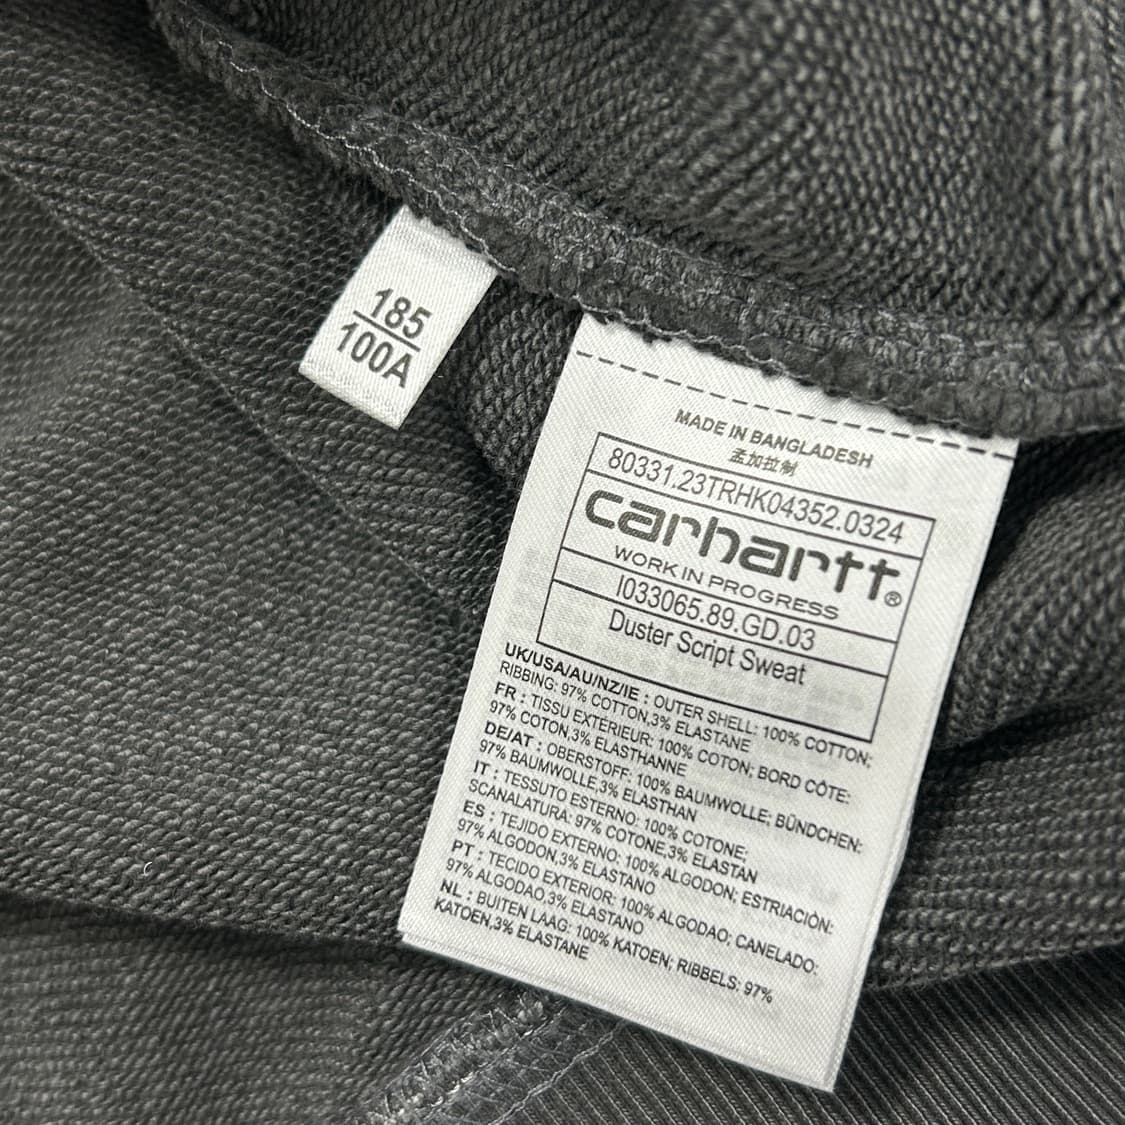 185
100A
MADE IN BANGLADESH
孟加拉制
80331.23TRHK04352.0324
carhartt®
WORK IN PROGRESS
I033065.89.GD.03
Duster Script Sweat
UK/USA/AU/NZ/IE : OUTER SHELL: 100% COTTON;
RIBBING: 97% COTTON,3% ELASTANE
FR : TISSU EXTÉRIEUR: 100% COTON; BORD CÔTE:
97% COTON,3% ELASTHANNE
DE/AT : OBERSTOFF: 100% BAUMWOLLE; BÜNDCHEN:
97% BAUMWOLLE,3% ELASTHAN
IT : TESSUTO ESTERNO: 100% COTONE;
SCANALATURA: 97% COTONE,3% ELASTAN
ES : TEJIDO EXTERNO: 100% ALGODON; ESTRIACIÓN:
97% ALGODON,3% ELASTANO
PT : TECIDO EXTERIOR: 100% ALGODAO; CANELADO:
97% ALGODAO,3% ELASTANO
NL : BUITEN LAAG: 100% KATOEN; RIBBELS: 97%
KATOEN,3% ELASTANE